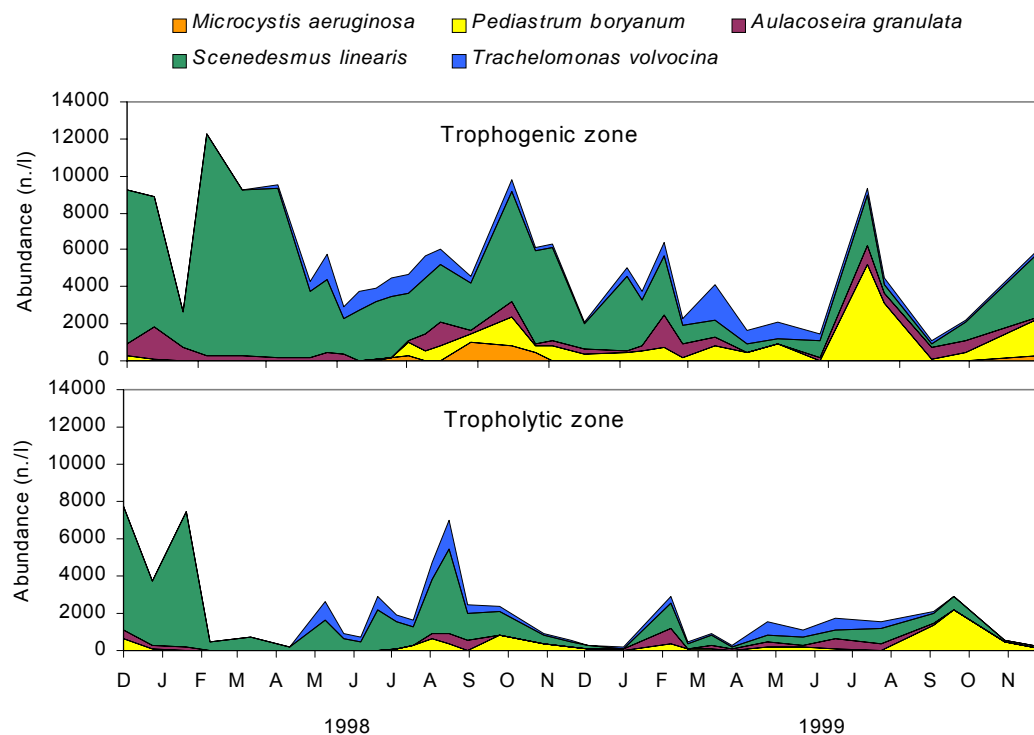 Microcystis aeruginosa Pediastrum boryanum Aulacoseira granulata
Scenedesmus linearis Trachelomonas volvocina
14000
12000
10000
8000
6000
4000
2000
0
Abundance (n./l)
Trophogenic zone
14000
12000
10000
8000
6000
4000
2000
0
Abundance (n./l)
Tropholytic zone
D J F M A M J J A S O N D J F M A M J J A S O N
1998 1999